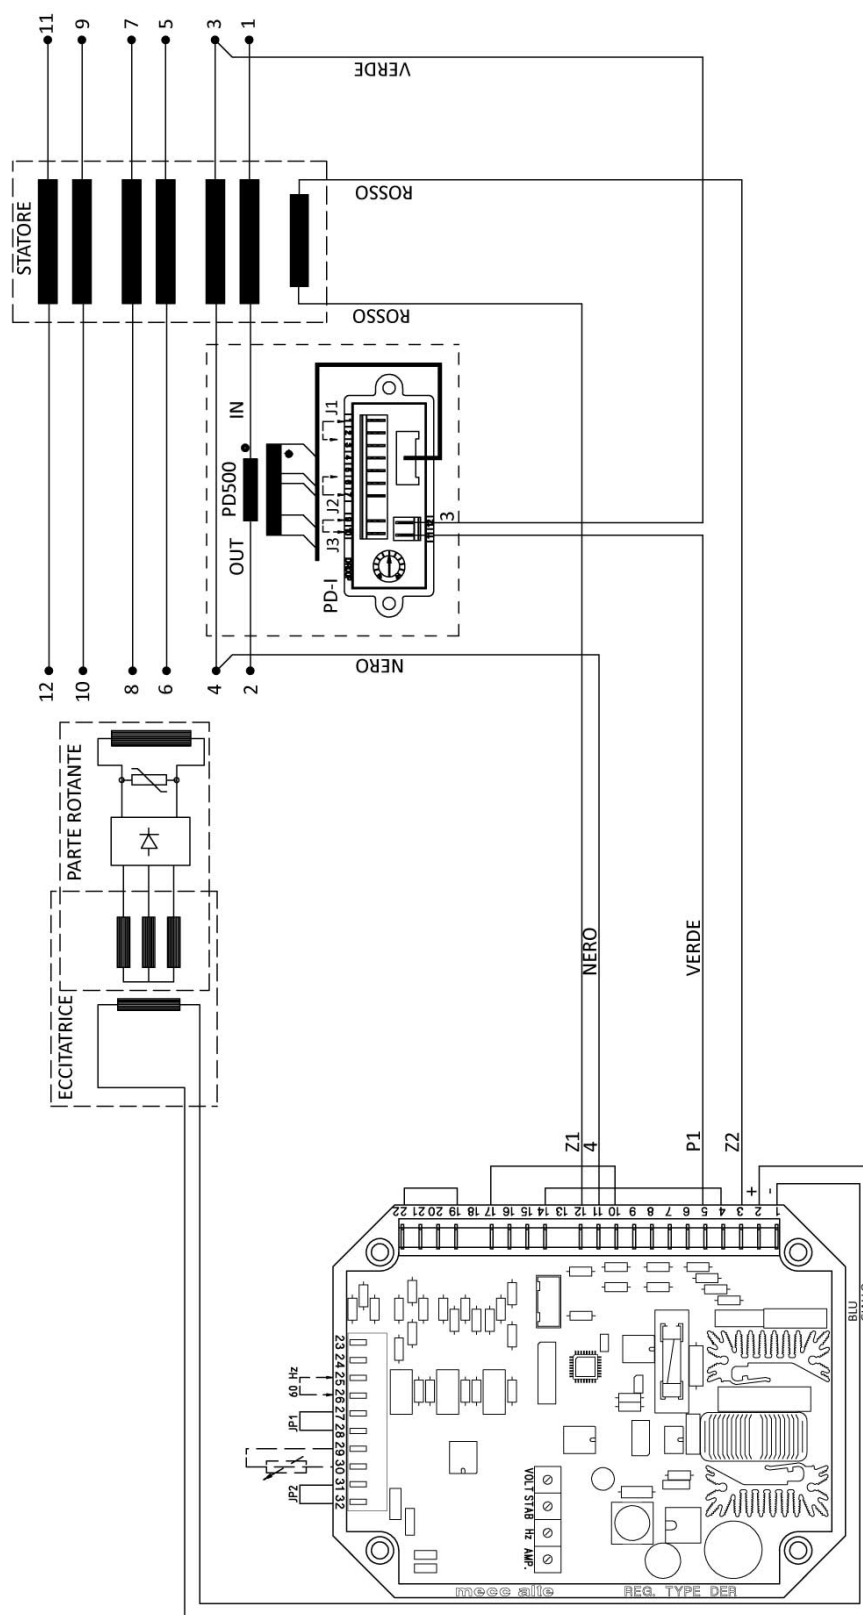 11
9
7
5
3
1
VERDE
STATORE
ROSSO
ROSSO
IN
PD500
OUT
J1
J2
J3
PD-I
3
12
10
8
6
4
2
NERO
PARTE ROTANTE
ECCITATRICE
NERO
VERDE
Z1
4
P1
Z2
+
-
22
21
20
19
18
17
16
15
14
13
12
11
10
9
8
7
6
5
4
3
2
1
BLU
60 Hz
JP1
JP2
23
24
25
26
27
28
29
30
31
32
VOLT
STAB
Hz
AMP.
mecc alte
REG. TYPE DER